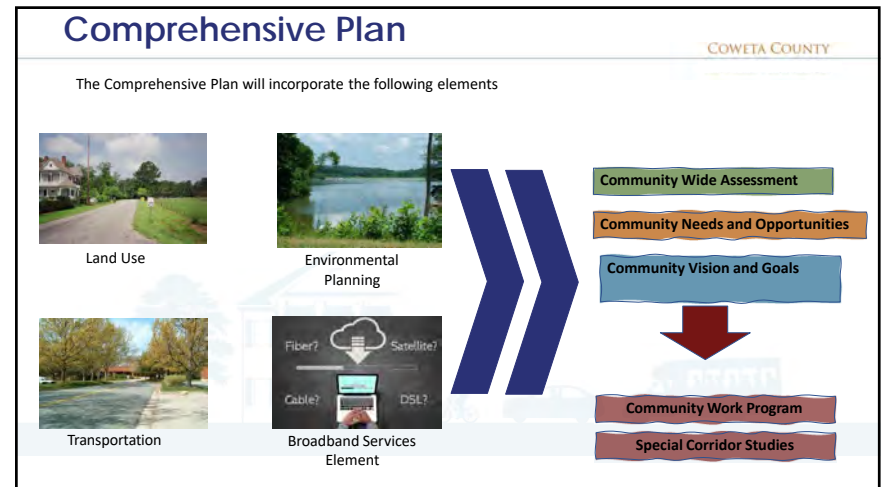 Comprehensive Plan
COWETA COUNTY
The Comprehensive Plan will incorporate the following elements
Land Use
Environmental
Planning
Transportation
Fiber?
Satellite?
Cable?
DSL?
Broadband Services
Element
Community Wide Assessment
Community Needs and Opportunities
Community Vision and Goals
Community Work Program
Special Corridor Studies